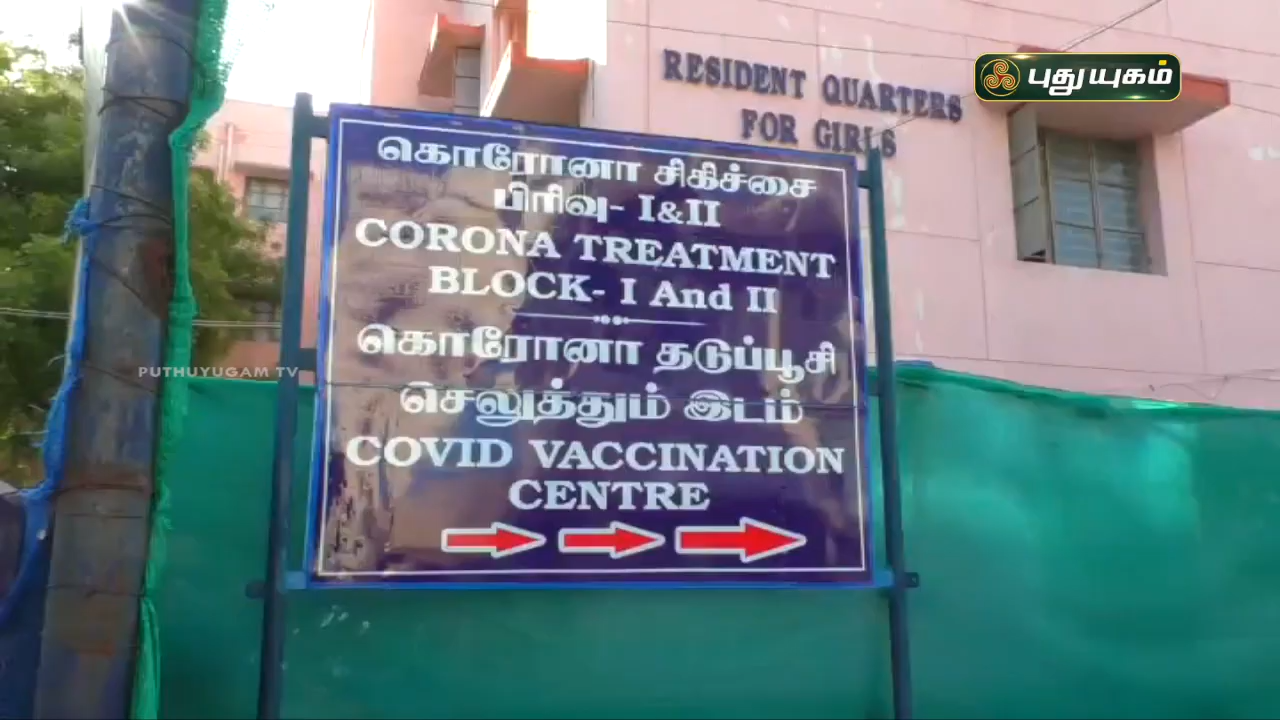 RESIDENT QUARTERS
FOR GIRLS
புதுயுகம்
கொரோனா சிகிச்சை
பிரிவு- I&II
CORONA TREATMENT
BLOCK- I And II
கொரோனா தடுப்பூசி
செலுத்தும் இடம்
COVID VACCINATION
CENTRE
PUTHUYUGAM TV